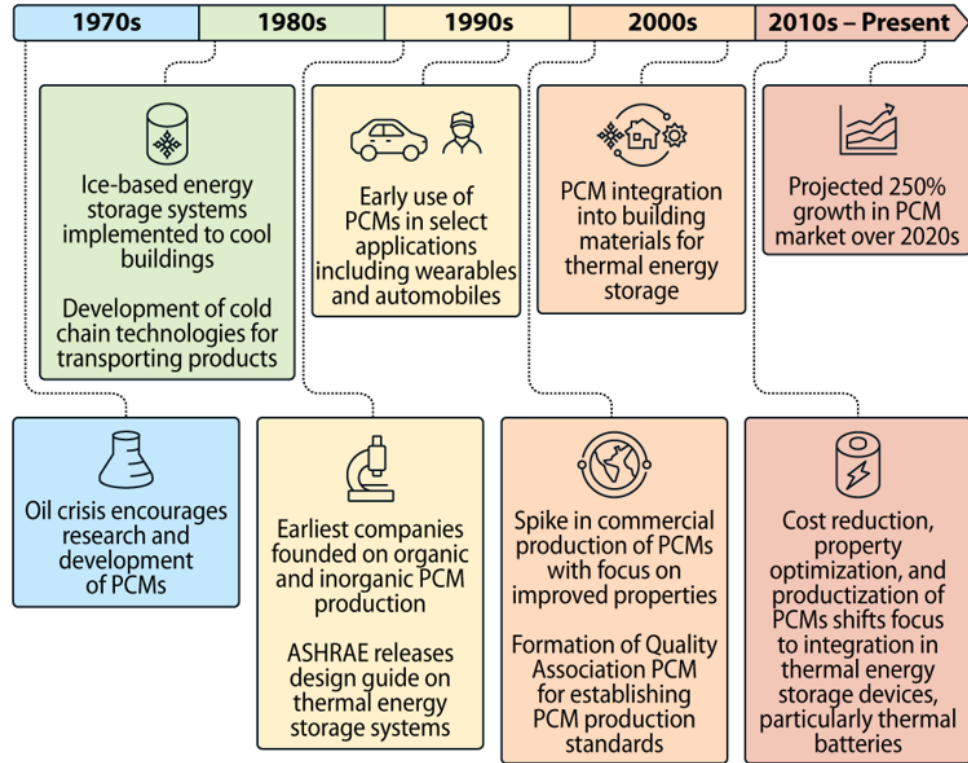 1970s
1980s
1990s
2000s
2010s – Present
Ice-based energy
storage systems
implemented to cool
buildings
Development of cold
chain technologies for
transporting products
Early use of
PCMs in select
applications
including wearables
and automobiles
PCM integration
into building
materials for
thermal energy
storage
Projected 250%
growth in PCM
market over 2020s
Oil crisis encourages
research and
development
of PCMs
Earliest companies
founded on organic
and inorganic PCM
production
ASHRAE releases
design guide on
thermal energy
storage systems
Spike in commercial
production of PCMs
with focus on
improved properties
Formation of Quality
Association PCM
for establishing
PCM production
standards
Cost reduction,
property
optimization, and
productization of
PCMs shifts focus
to integration in
thermal energy
storage devices,
particularly thermal
batteries